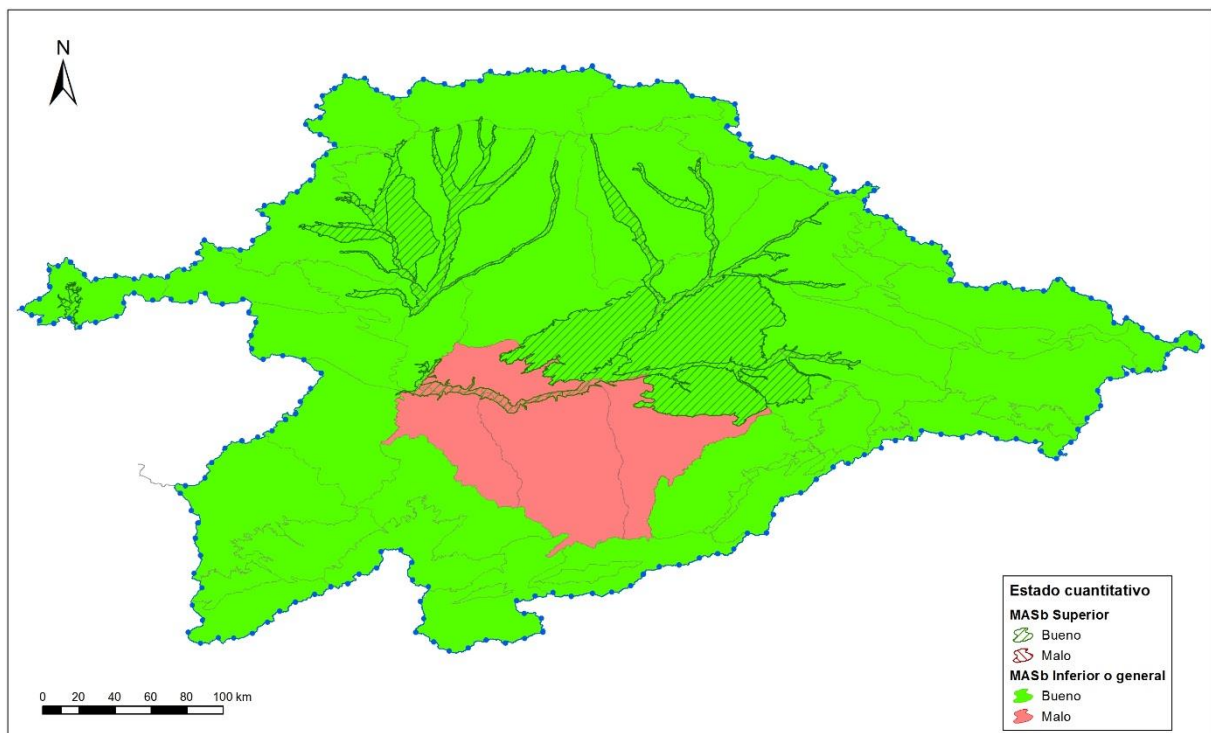 N
0 20 40 60 80 100 km
Estado cuantitativo
MASb Superior
Bueno
Malo
MASb Inferior o general
Bueno
Malo